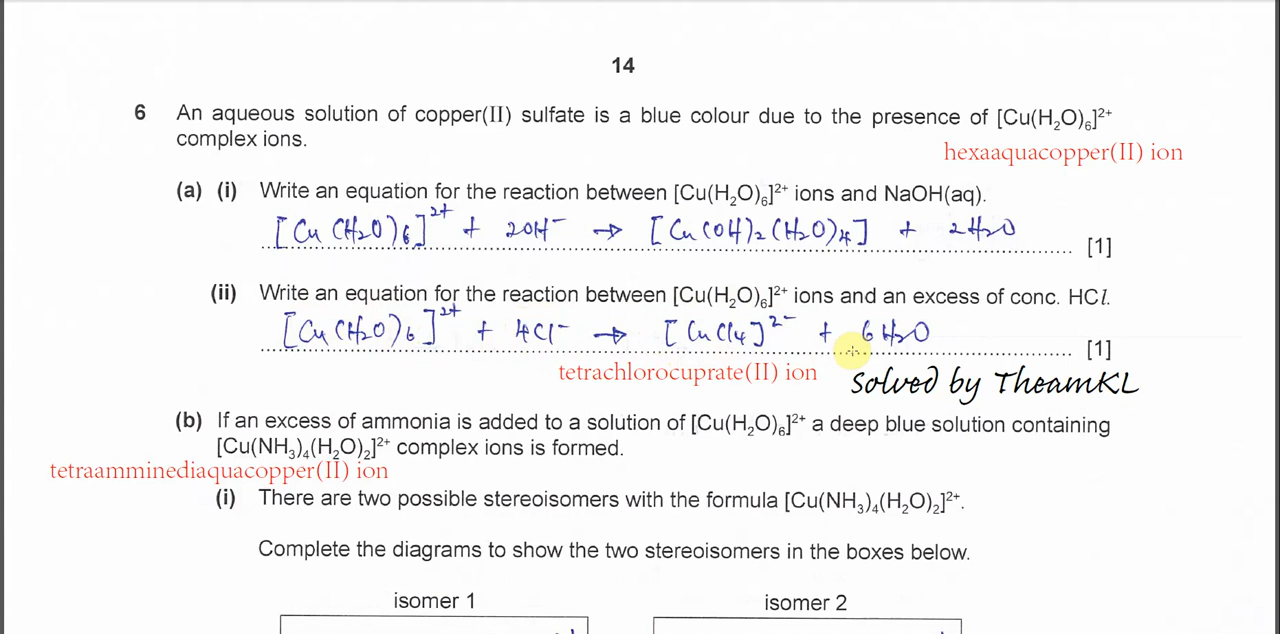 14
6 An aqueous solution of copper(II) sulfate is a blue colour due to the presence of [Cu(H₂O)₆]²⁺
complex ions.
hexaaquacopper(II) ion
(a) (i) Write an equation for the reaction between [Cu(H₂O)₆]²⁺ ions and NaOH(aq).
[Cu(H₂O)₆]²⁺ + 2OH⁻ → [Cu(OH)₂(H₂O)₄] + 2H₂O
[1]
(ii) Write an equation for the reaction between [Cu(H₂O)₆]²⁺ ions and an excess of conc. HCl.
[Cu(H₂O)₆]²⁺ + 4Cl⁻ → [CuCl₄]²⁻ + 6H₂O
[1]
tetrachlorocuprate(II) ion
Solved by TheamKL
(b) If an excess of ammonia is added to a solution of [Cu(H₂O)₆]²⁺ a deep blue solution containing
[Cu(NH₃)₄(H₂O)₂]²⁺ complex ions is formed.
tetraamminediaquacopper(II) ion
(i) There are two possible stereoisomers with the formula [Cu(NH₃)₄(H₂O)₂]²⁺.
Complete the diagrams to show the two stereoisomers in the boxes below.
isomer 1 isomer 2